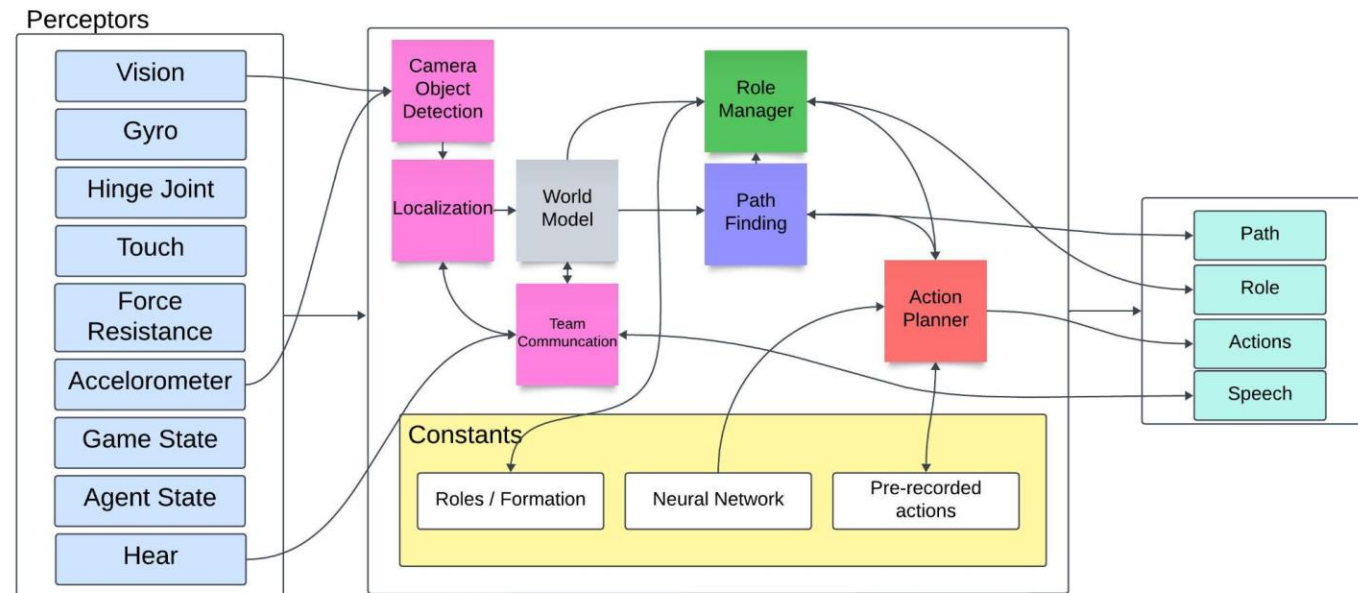 Perceptors
Vision
Gyro
Hinge Joint
Touch
Force
Resistance
Accelorometer
Game State
Agent State
Hear
Camera
Object
Detection
Localization
World
Model
Team
Communcation
Role
Manager
Path
Finding
Action
Planner
Constants
Roles / Formation
Neural Network
Pre-recorded
actions
Path
Role
Actions
Speech